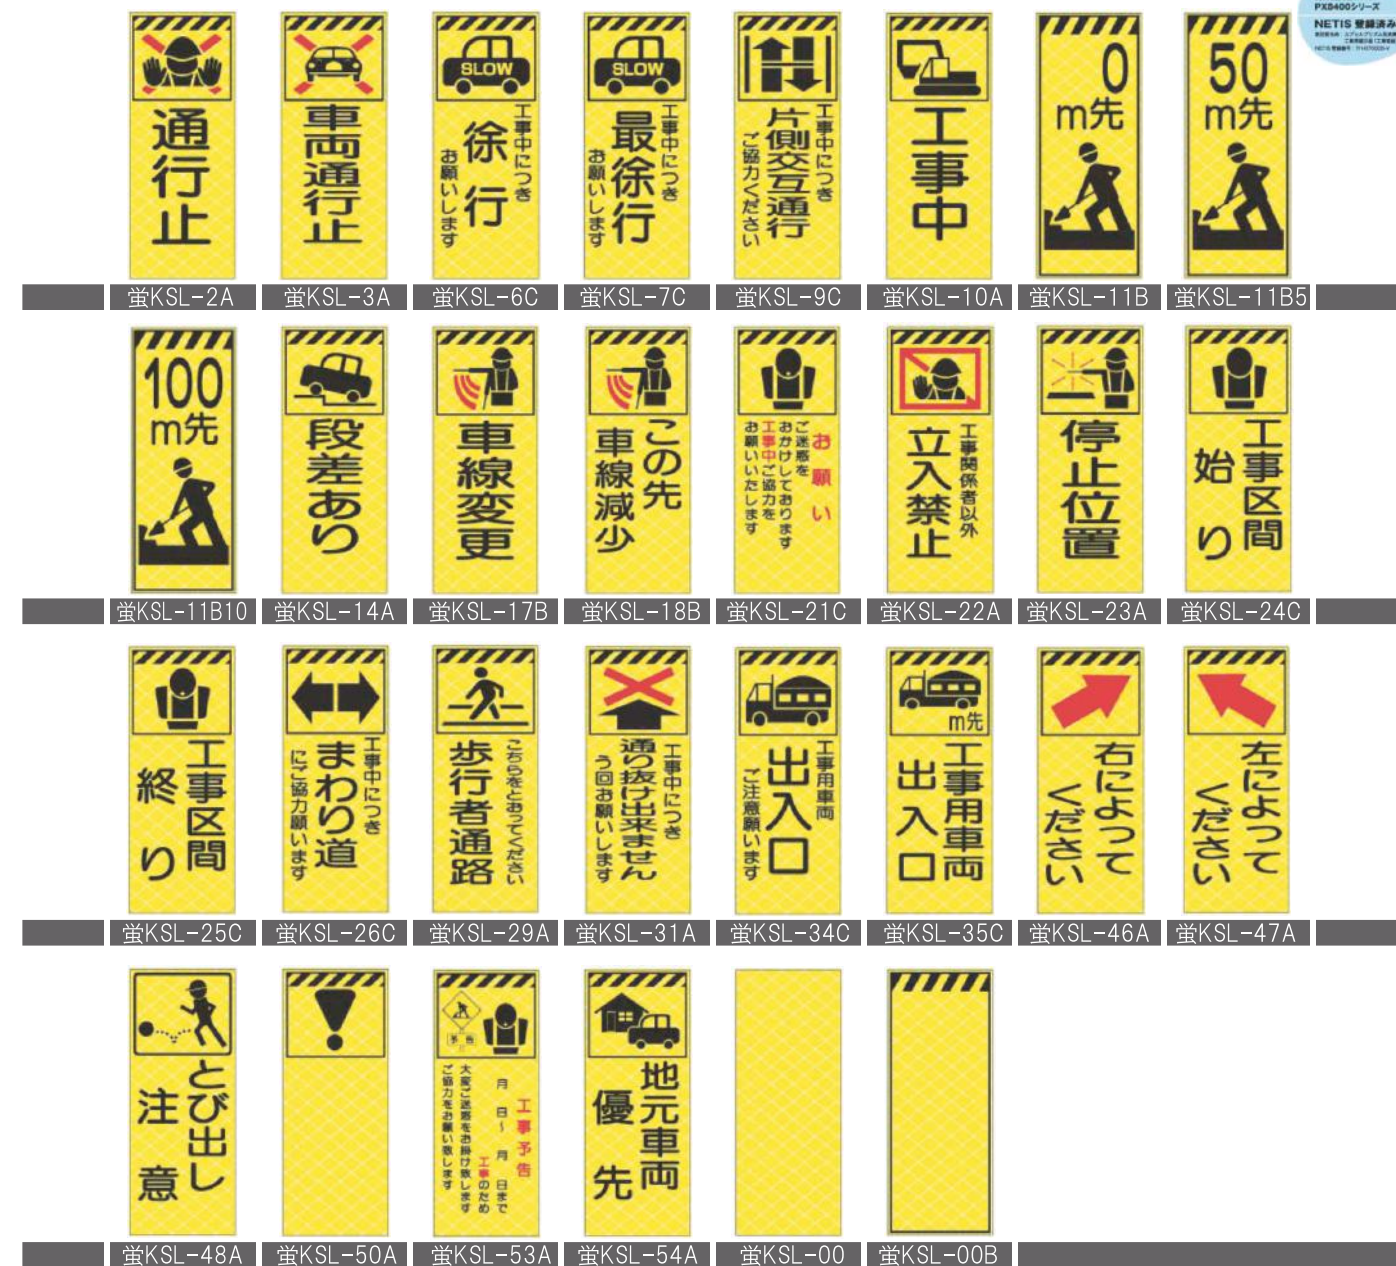 PX8400シリーズ
NETIS 登録済み
通行止
SLOW
SLOW
0
50
m先
m先
車両通行止
工事中につき
徐行
お願いします
工事中につき
最徐行
お願いします
工事中につき
片側交互通行
ご協力ください
工事中
蛍KSL-2A
蛍KSL-3A
蛍KSL-6C
蛍KSL-7C
蛍KSL-9C
蛍KSL-10A
蛍KSL-11B
蛍KSL-11B5
100
m先
段差あり
車線変更
この先
車線減少
お願い
ご迷惑を
おかけしております
工事中ご協力を
お願いいたします
工事関係者以外
立入禁止
停止位置
工事区間
始り
蛍KSL-11B10
蛍KSL-14A
蛍KSL-17B
蛍KSL-18B
蛍KSL-21C
蛍KSL-22A
蛍KSL-23A
蛍KSL-24C
工事区間
終り
工事中につき
まわり道
にご協力願います
こちらをとおってください
歩行者通路
工事中につき
通り抜け出来ません
う回お願いします
工事用車両
出入口
ご注意願います
m先
工事用車両
出入口
右によって
ください
左によって
ください
蛍KSL-25C
蛍KSL-26C
蛍KSL-29A
蛍KSL-31A
蛍KSL-34C
蛍KSL-35C
蛍KSL-46A
蛍KSL-47A
とび出し
注意
予告
工事予告
月 日～ 月 日まで
工事のため
大変ご迷惑をお掛け致します
ご協力をお願い致します
地元車両
優先
蛍KSL-48A
蛍KSL-50A
蛍KSL-53A
蛍KSL-54A
蛍KSL-00
蛍KSL-00B